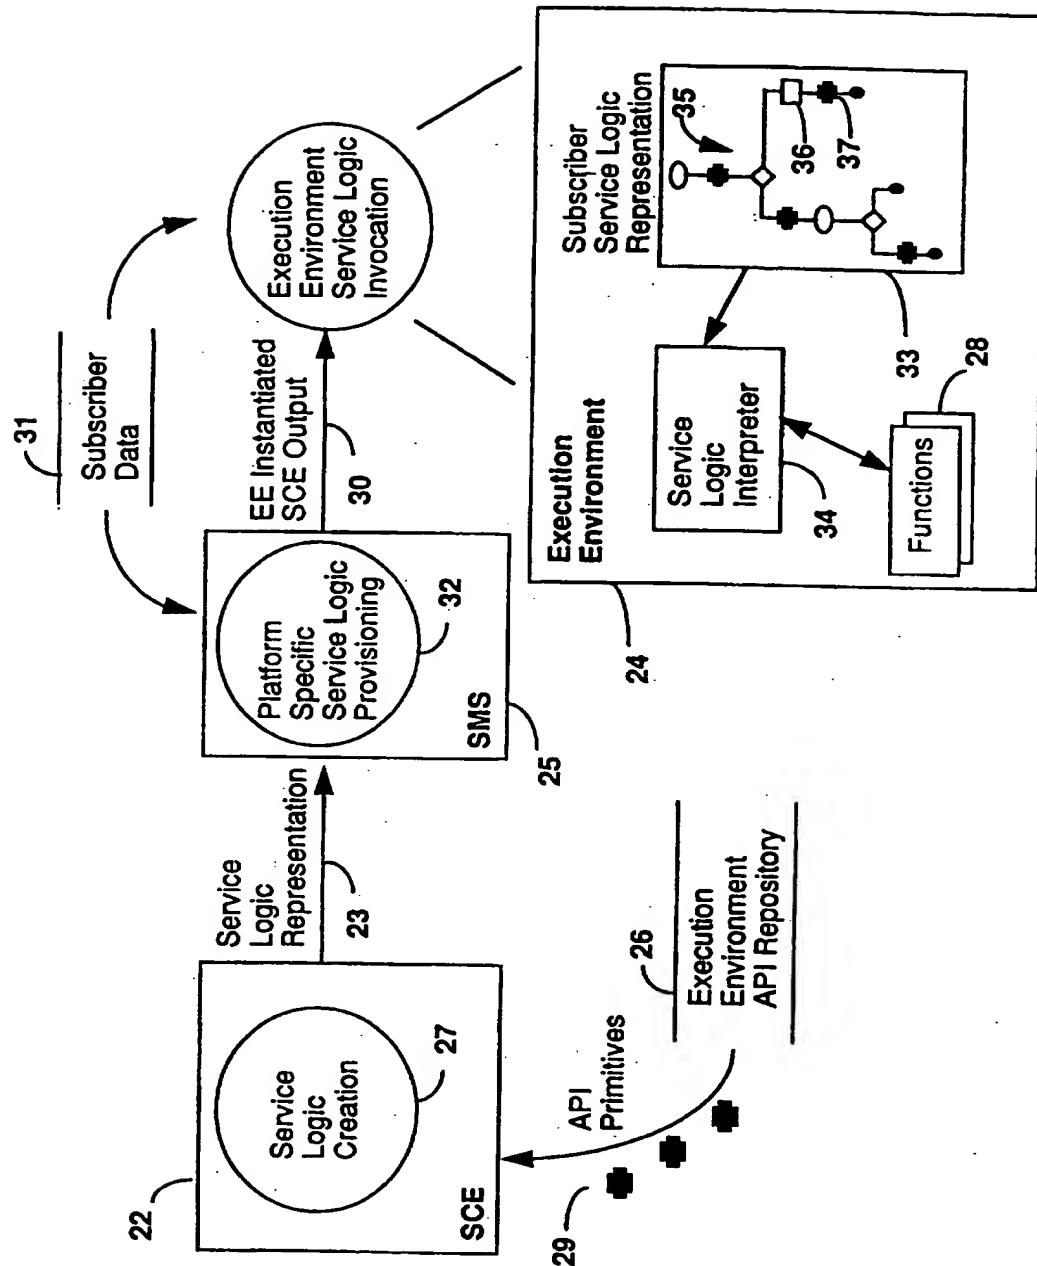 31
Subscriber
Data
22
Service
Logic
Creation
27
SCE
Service
Logic
Representation
23
Platform
Specific
Service Logic
Provisioning
32
SMS
25
EE Instantiated
SCE Output
30
Execution
Environment
Service Logic
Invocation
29
API
Primitives
26
Execution
Environment
API Repository
24
Execution
Environment
Service
Logic
Interpreter
34
Functions
28
Subscriber
Service Logic
Representation
35
36
37
33